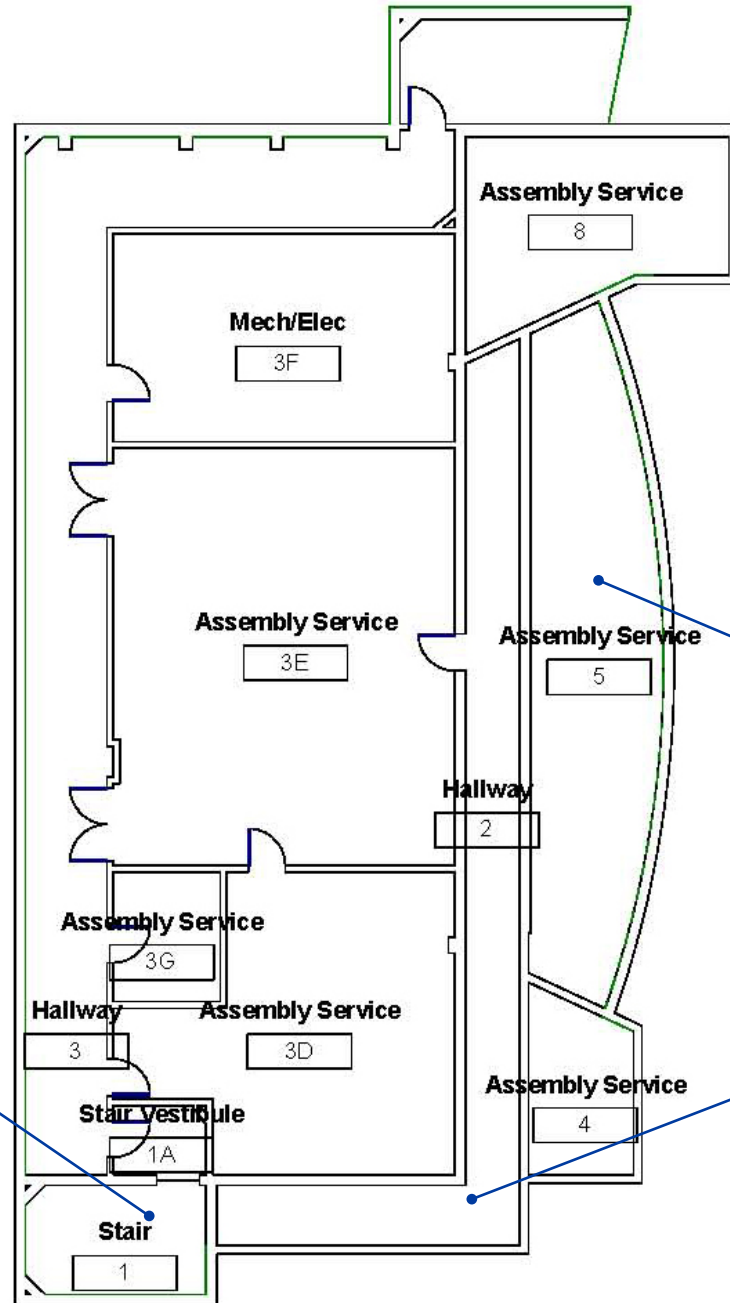 Assembly Service
8
Mech/Elec
3F
Assembly Service
3E
Assembly Service
5
Hallway
2
Assembly Service
3G
Hallway
3
Assembly Service
3D
Assembly Service
4
Stair Vestibule
1A
Stair
1